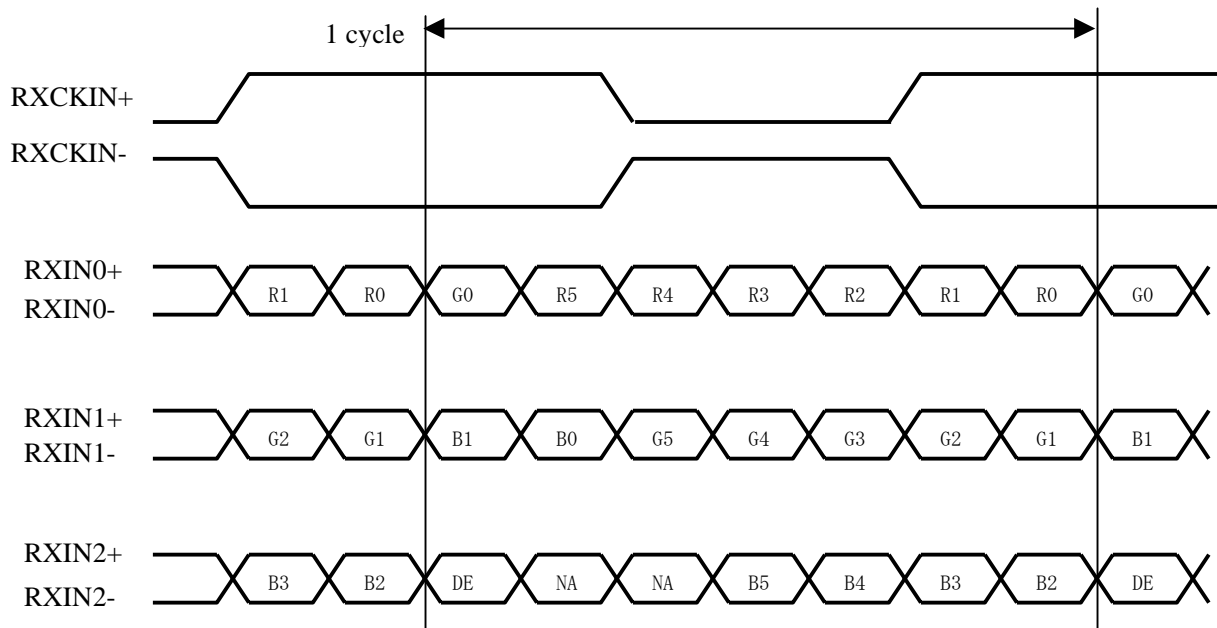 1 cycle
RXCKIN+
RXCKIN-
RXIN0+
R1 R0 G0 R5 R4 R3 R2 R1 R0 G0
RXIN0-
RXIN1+
G2 G1 B1 B0 G5 G4 G3 G2 G1 B1
RXIN1-
RXIN2+
B3 B2 DE NA NA B5 B4 B3 B2 DE
RXIN2-